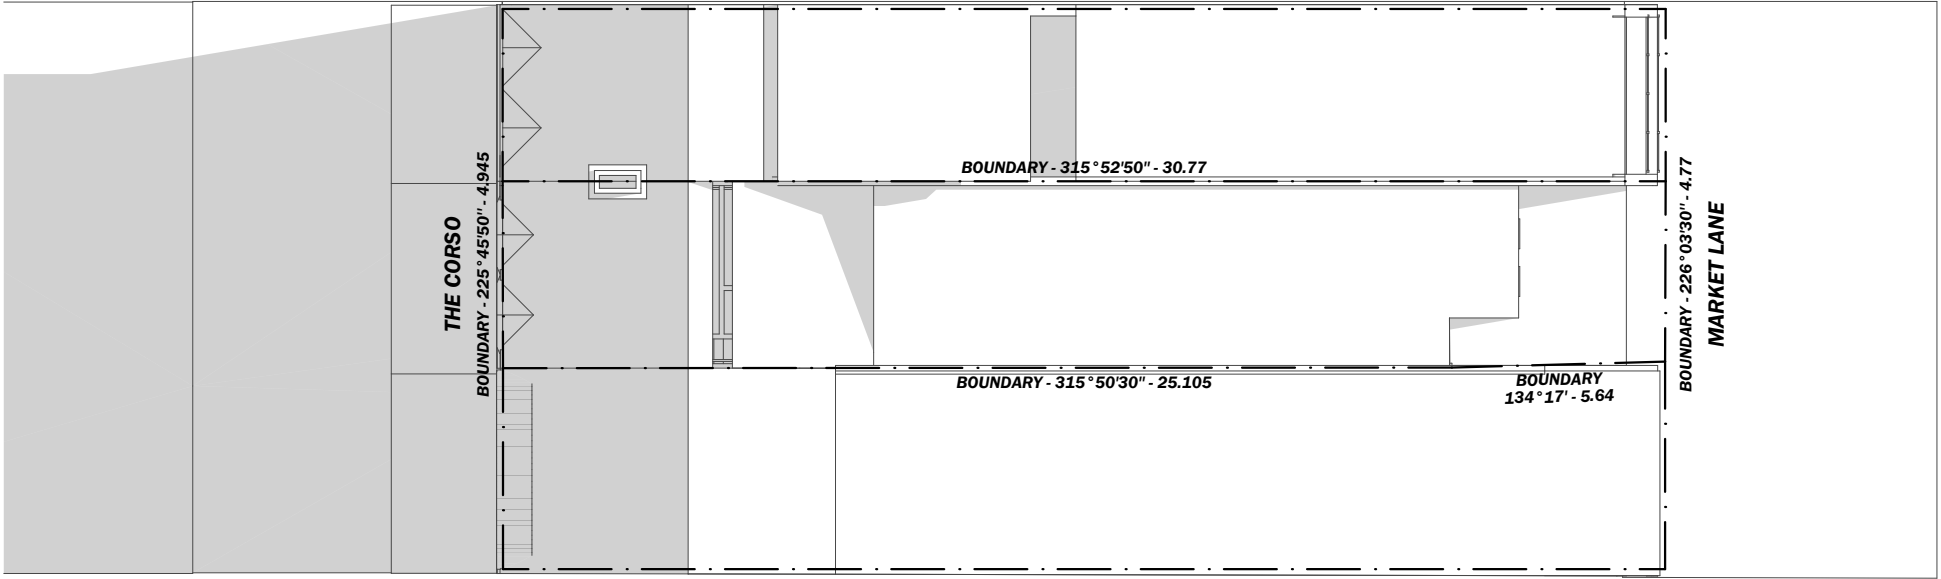 THE CORSO
BOUNDARY - 225°45'50" - 4.945
BOUNDARY - 315°52'50" - 30.77
BOUNDARY - 315°50'30" - 25.105
BOUNDARY
134°17' - 5.64
BOUNDARY - 226°03'30" - 4.77
MARKET LANE